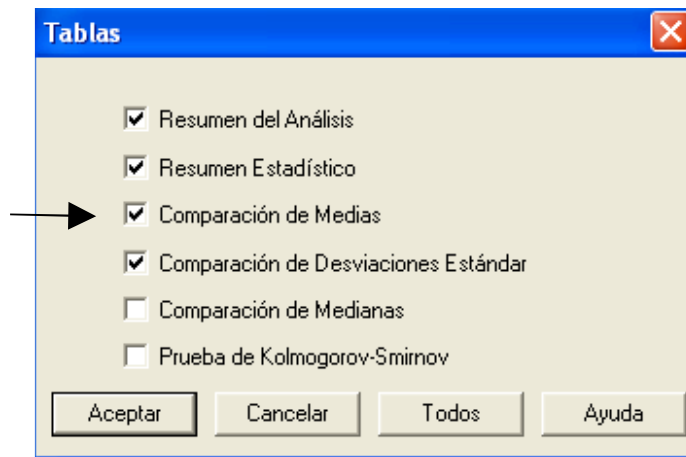 Tablas
Resumen del Análisis
Resumen Estadístico
Comparación de Medias
Comparación de Desviaciones Estándar
Comparación de Medianas
Prueba de Kolmogorov-Smirnov
Aceptar Cancelar Todos Ayuda